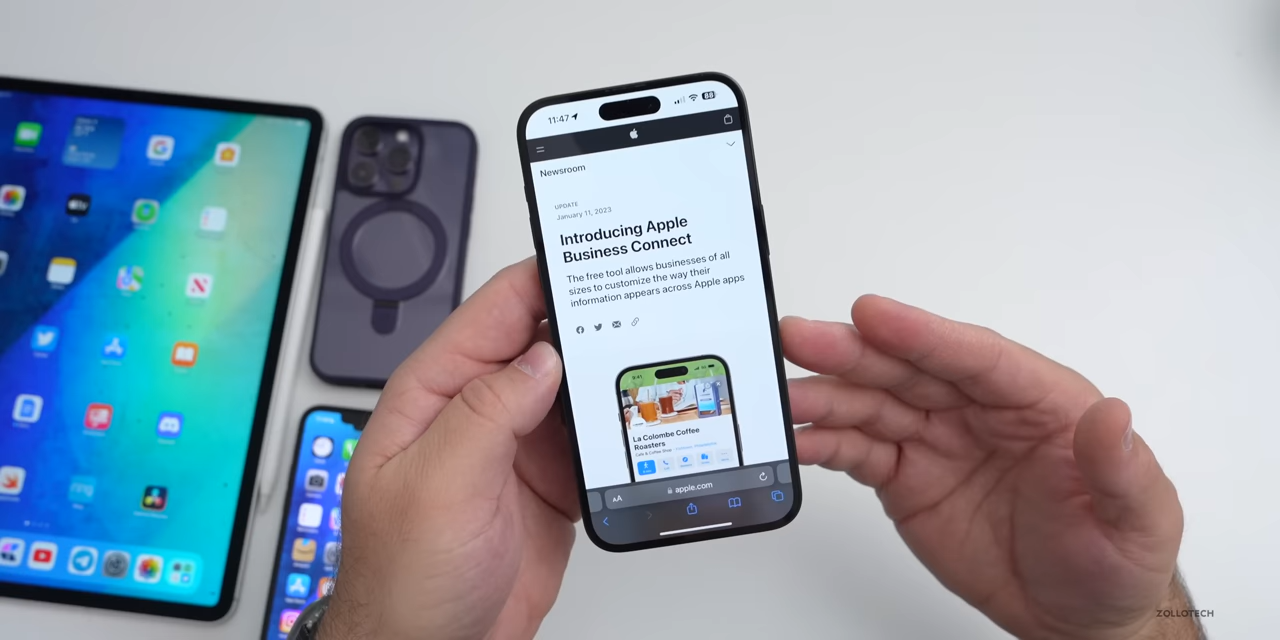 11:47
88
Newsroom
UPDATE
January 11, 2023
Introducing Apple
Business Connect
The free tool allows businesses of all
sizes to customize the way their
information appears across Apple apps
9:41
La Colombe Coffee
Roasters
AA
apple.com
ZOLLOTECH